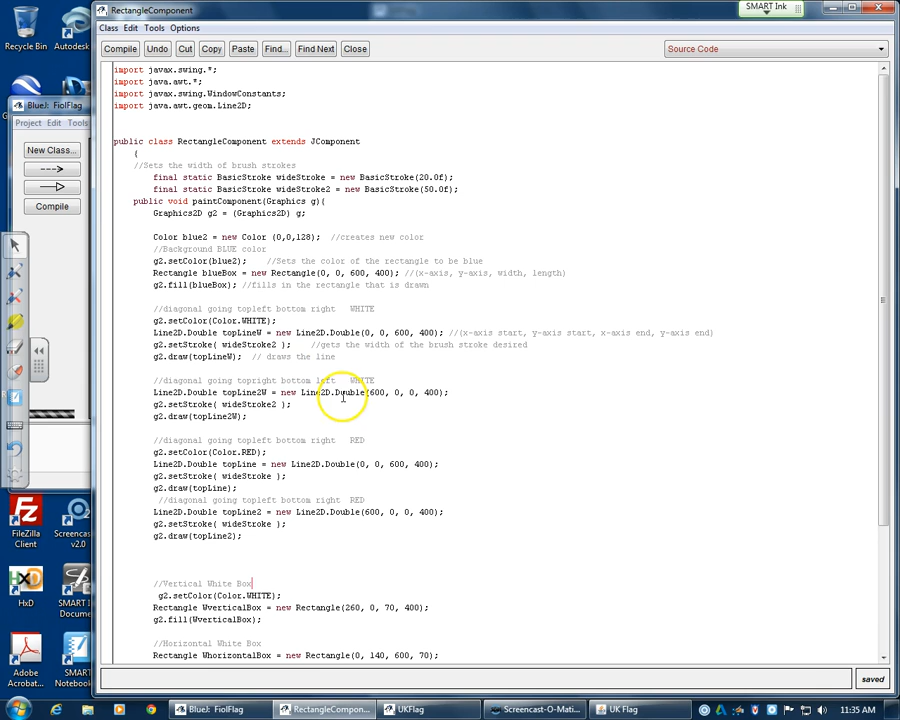 RectangleComponent
SMART Ink
Recycle Bin
Autodesk
Class Edit Tools Options
Compile Undo Cut Copy Paste Find... Find Next Close
Source Code
BlueJ: FiolFlag
Project Edit Tools
New Class...
Compile
import javax.swing.*;
import java.awt.*;
import javax.swing.WindowConstants;
import java.awt.geom.Line2D;
public class RectangleComponent extends JComponent
{
//Sets the width of brush strokes
final static BasicStroke wideStroke = new BasicStroke(20.0f);
final static BasicStroke wideStroke2 = new BasicStroke(50.0f);
public void paintComponent(Graphics g){
Graphics2D g2 = (Graphics2D) g;
Color blue2 = new Color (0,0,128); //creates new color
//Background BLUE color
g2.setColor(blue2); //Sets the color of the rectangle to be blue
Rectangle blueBox = new Rectangle(0, 0, 600, 400); //(x-axis, y-axis, width, length)
g2.fill(blueBox); //fills in the rectangle that is drawn
//diagonal going topleft bottom right WHITE
g2.setColor(Color.WHITE);
Line2D.Double topLineW = new Line2D.Double(0, 0, 600, 400); //(x-axis start, y-axis start, x-axis end, y-axis end)
g2.setStroke( wideStroke2 ); //gets the width of the brush stroke desired
g2.draw(topLineW); // draws the line
//diagonal going topright bottom left WHITE
Line2D.Double topLine2W = new Line2D.Double(600, 0, 0, 400);
g2.setStroke( wideStroke2 );
g2.draw(topLine2W);
//diagonal going topleft bottom right RED
g2.setColor(Color.RED);
Line2D.Double topLine = new Line2D.Double(0, 0, 600, 400);
g2.setStroke( wideStroke );
g2.draw(topLine);
//diagonal going topleft bottom right RED
Line2D.Double topLine2 = new Line2D.Double(600, 0, 0, 400);
g2.setStroke( wideStroke );
g2.draw(topLine2);
//Vertical White Box
g2.setColor(Color.WHITE);
Rectangle WverticalBox = new Rectangle(260, 0, 70, 400);
g2.fill(WverticalBox);
//Horizontal White Box
Rectangle WhorizontalBox = new Rectangle(0, 140, 600, 70);
saved
FileZilla Client
Screencast v2.0
HxD
SMART Docume
Adobe Acrobat...
SMART Notebook
BlueJ: FiolFlag
RectangleCompon...
UKFlag
Screencast-O-Mati...
UK Flag
11:35 AM